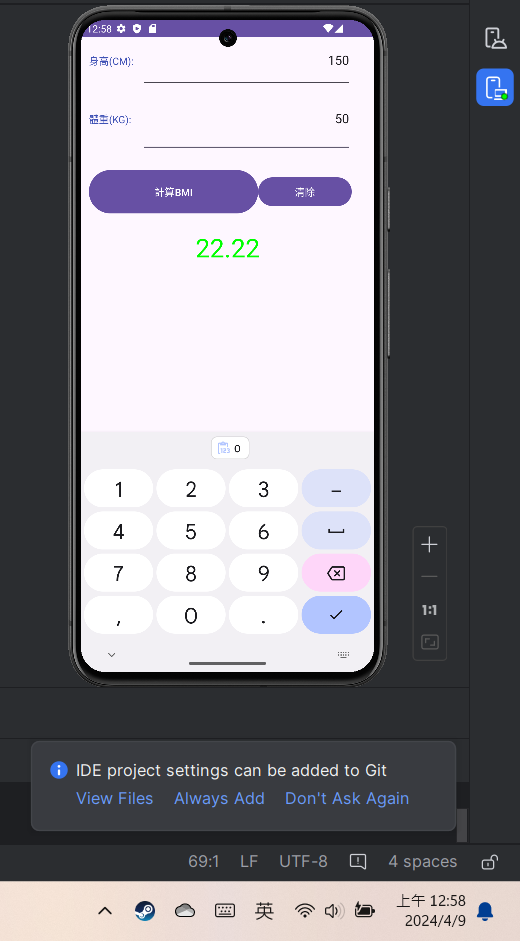 12:58
身高(CM):
150
體重(KG):
50
計算BMI
清除
22.22
123 0
1 2 3 –
4 5 6
7 8 9
, 0 .
1:1
IDE project settings can be added to Git
View Files Always Add Don't Ask Again
69:1 LF UTF-8 4 spaces
英
上午 12:58
2024/4/9